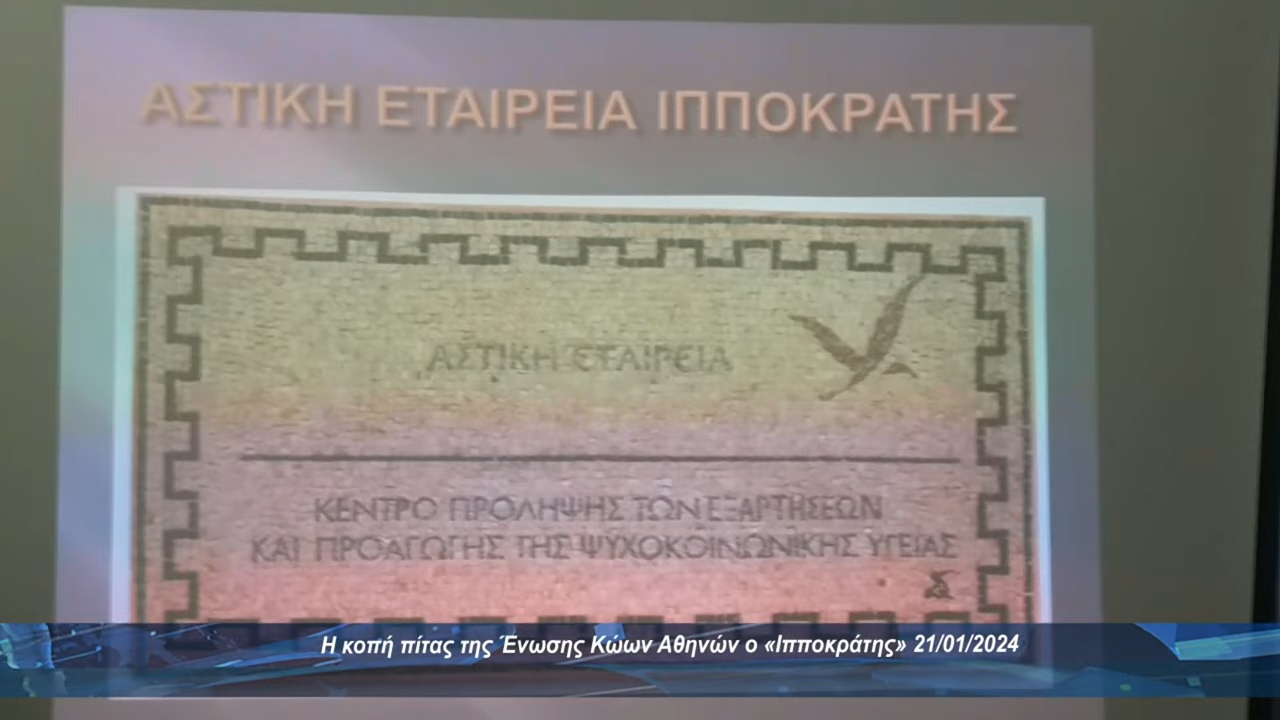 ΑΣΤΙΚΗ ΕΤΑΙΡΕΙΑ ΙΠΠΟΚΡΑΤΗΣ
ΑΣΤΙΚΗ ΕΤΑΙΡΕΙΑ
ΚΕΝΤΡΟ ΠΡΟΛΗΨΗΣ ΤΩΝ ΕΞΑΡΤΗΣΕΩΝ
ΚΑΙ ΠΡΟΑΓΩΓΗΣ ΤΗΣ ΨΥΧΟΚΟΙΝΩΝΙΚΗΣ ΥΓΕΙΑΣ
Η κοπή πίτας της Ένωσης Κώων Αθηνών ο «Ιπποκράτης» 21/01/2024